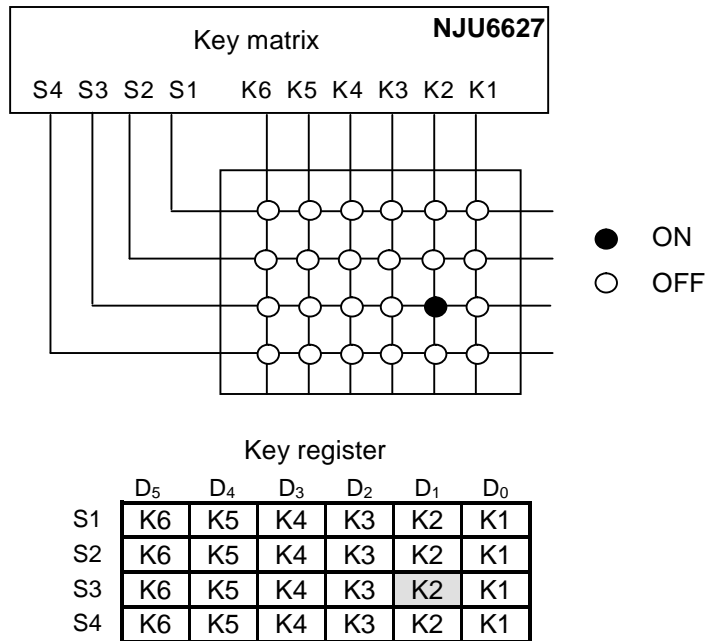 NJU6627
Key matrix
S4 S3 S2 S1 K6 K5 K4 K3 K2 K1
ON
OFF
Key register
D₅ D₄ D₃ D₂ D₁ D₀
S1 K6 K5 K4 K3 K2 K1
S2 K6 K5 K4 K3 K2 K1
S3 K6 K5 K4 K3 K2 K1
S4 K6 K5 K4 K3 K2 K1